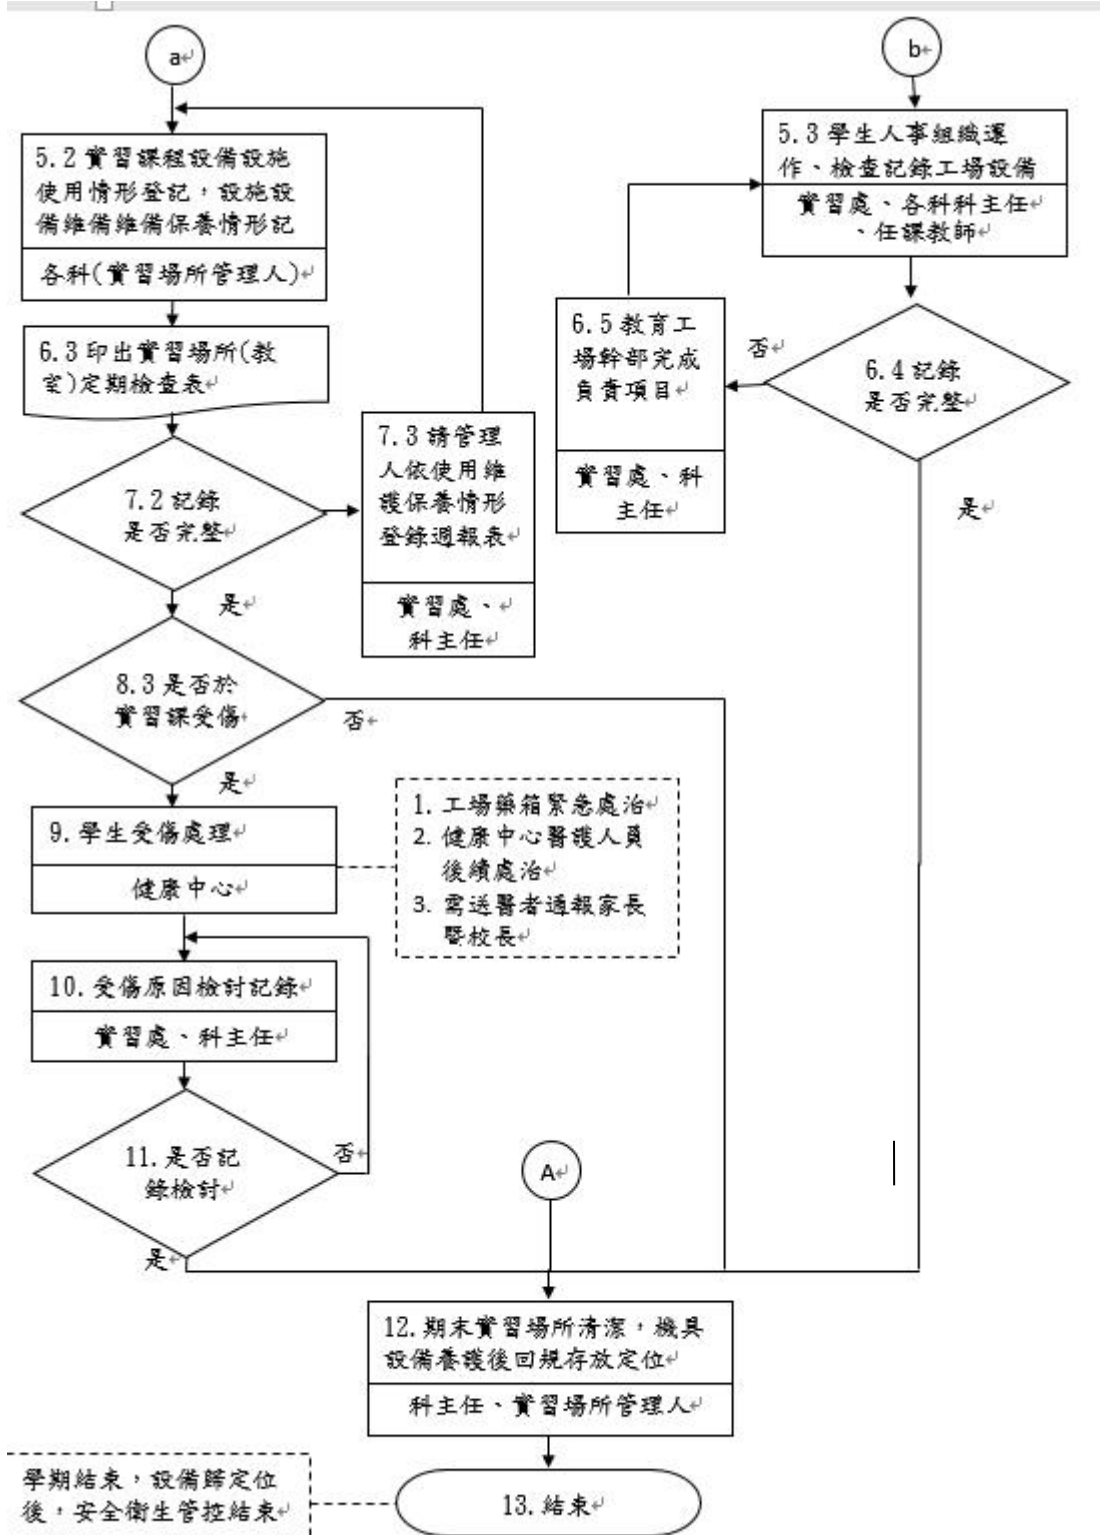 a
b
5.2實習課程設備設施
使用情形登記，設施設
備維備維備保養情形記
各科(實習場所管理人)
5.3學生人事組織運
作、檢查記錄工場設備
實習處、各科科主任
、任課教師
6.3印出實習場所(教
室)定期檢查表
6.5教育工
場幹部完成
負責項目
實習處、科
主任
否
6.4記錄
是否完整
是
7.2記錄
是否完整
7.3請管理
人依使用維
護保養情形
登錄週報表
實習處、
科主任
是
8.3是否於
實習課受傷
否
是
9.學生受傷處理
健康中心
1. 工場藥箱緊急處治
2. 健康中心醫護人員
後續處治
3. 需送醫者通報家長
暨校長
10.受傷原因檢討記錄
實習處、科主任
11.是否記
錄檢討
否
是
A
12.期末實習場所清潔，機具
設備養護後回規存放定位
科主任、實習場所管理人
學期結束，設備歸定位
後，安全衛生管控結束
13.結束